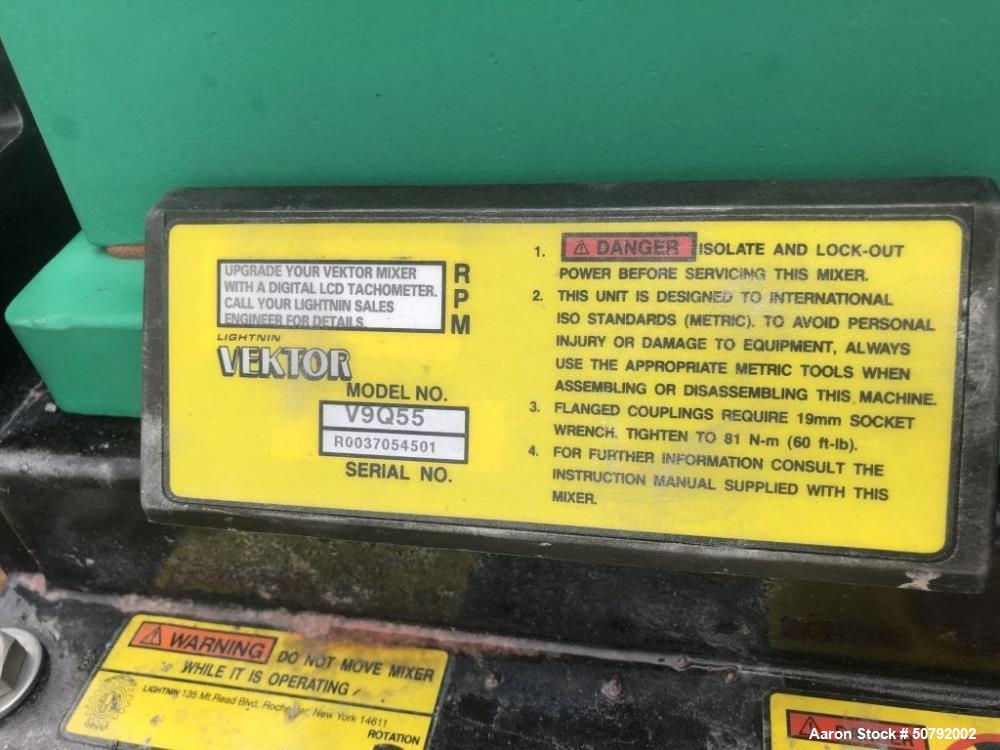 UPGRADE YOUR VEKTOR MIXER
WITH A DIGITAL LCD TACHOMETER.
CALL YOUR LIGHTNIN SALES
ENGINEER FOR DETAILS
R
P
M
LIGHTNIN
VEKTOR
MODEL NO.
V9Q55
R0037054501
SERIAL NO.
1. DANGER ISOLATE AND LOCK-OUT
POWER BEFORE SERVICING THIS MIXER.
2. THIS UNIT IS DESIGNED TO INTERNATIONAL
ISO STANDARDS (METRIC). TO AVOID PERSONAL
INJURY OR DAMAGE TO EQUIPMENT, ALWAYS
USE THE APPROPRIATE METRIC TOOLS WHEN
ASSEMBLING OR DISASSEMBLING THIS MACHINE.
3. FLANGED COUPLINGS REQUIRE 19mm SOCKET
WRENCH. TIGHTEN TO 81 N-m (60 ft-lb).
4. FOR FURTHER INFORMATION CONSULT THE
INSTRUCTION MANUAL SUPPLIED WITH THIS
MIXER.
WARNING DO NOT MOVE MIXER
WHILE IT IS OPERATING
LIGHTNIN 135 Mt.Read Blvd, Rochester, New York 14611
ROTATION
Aaron Stock # 50792002